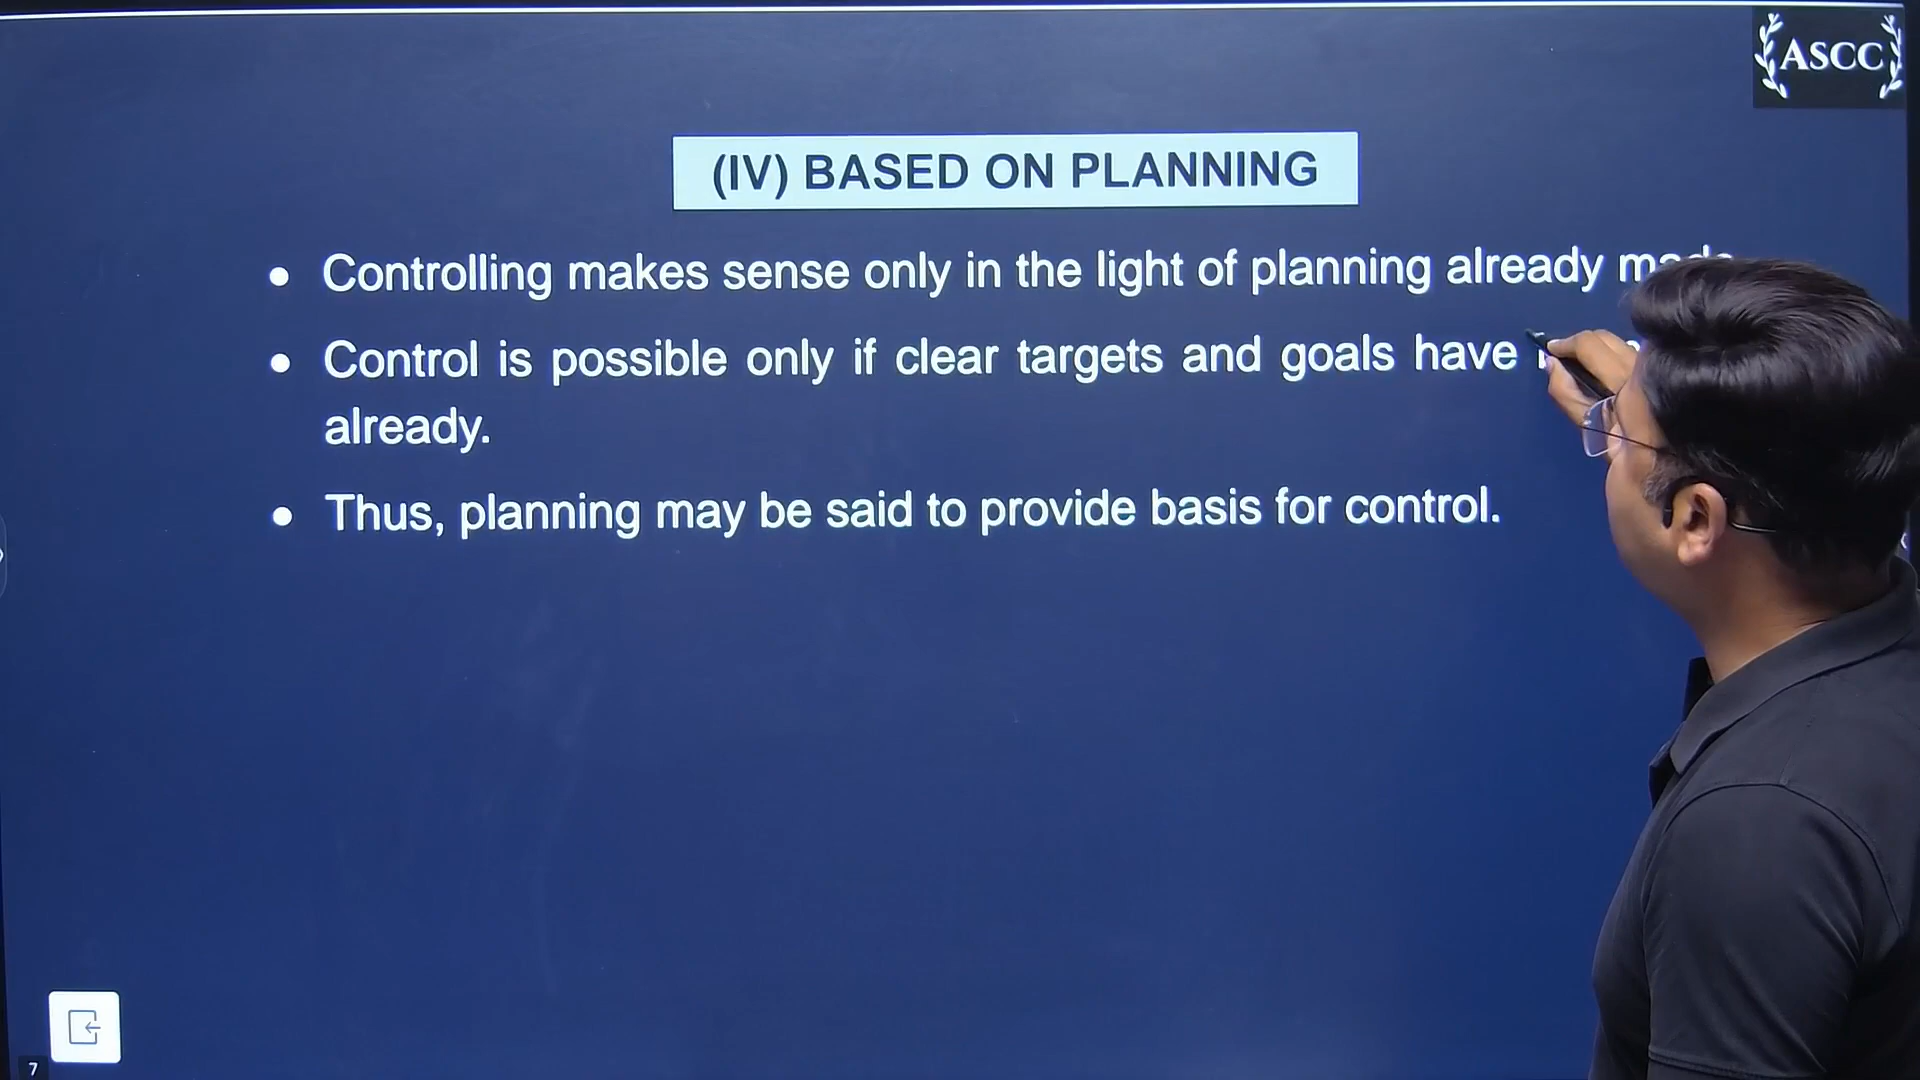 ASCC
(IV) BASED ON PLANNING
• Controlling makes sense only in the light of planning already made
• Control is possible only if clear targets and goals have
already.
• Thus, planning may be said to provide basis for control.
7